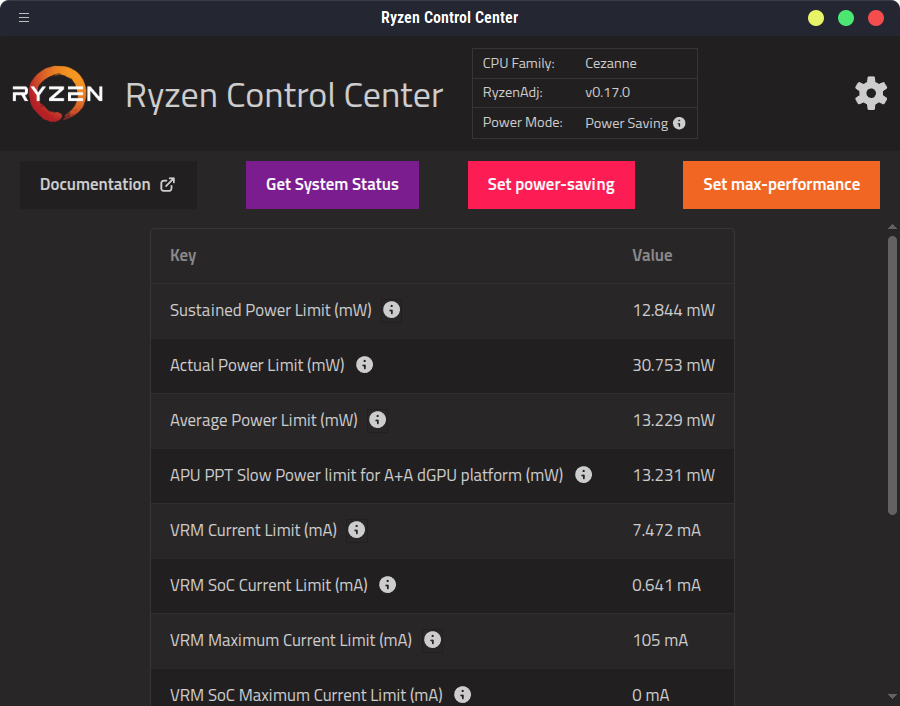 Ryzen Control Center
RYZEN
Ryzen Control Center
CPU Family: Cezanne
RyzenAdj: v0.17.0
Power Mode: Power Saving
Documentation
Get System Status
Set power-saving
Set max-performance
Key Value
Sustained Power Limit (mW) 12.844 mW
Actual Power Limit (mW) 30.753 mW
Average Power Limit (mW) 13.229 mW
APU PPT Slow Power limit for A+A dGPU platform (mW) 13.231 mW
VRM Current Limit (mA) 7.472 mA
VRM SoC Current Limit (mA) 0.641 mA
VRM Maximum Current Limit (mA) 105 mA
VRM SoC Maximum Current Limit (mA) 0 mA